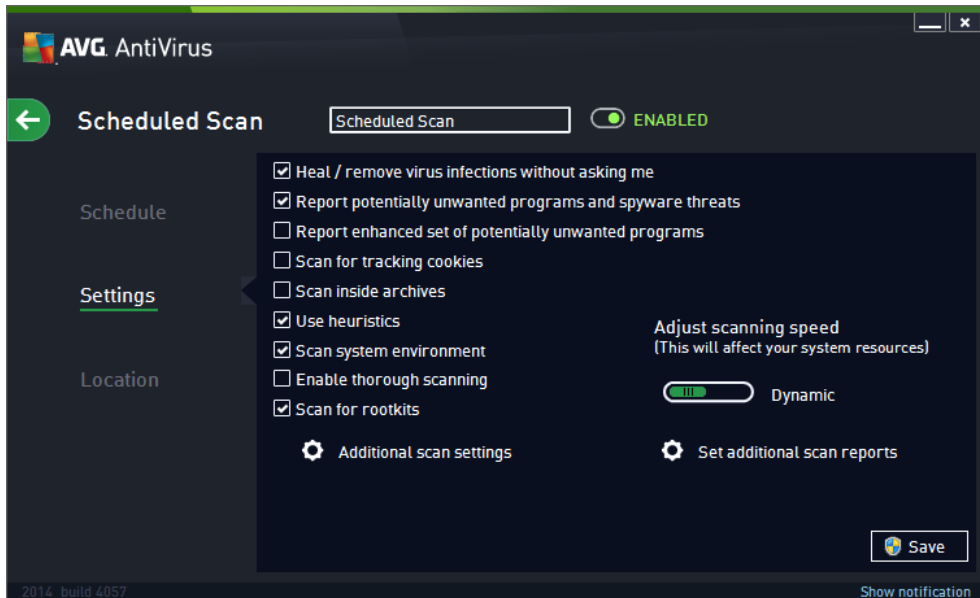 AVG. AntiVirus
Scheduled Scan
Scheduled Scan
ENABLED
Schedule
Settings
Location
Heal / remove virus infections without asking me
Report potentially unwanted programs and spyware threats
Report enhanced set of potentially unwanted programs
Scan for tracking cookies
Scan inside archives
Use heuristics
Scan system environment
Enable thorough scanning
Scan for rootkits
Adjust scanning speed
(This will affect your system resources)
Dynamic
Additional scan settings
Set additional scan reports
Save
2014 build 4057
Show notification